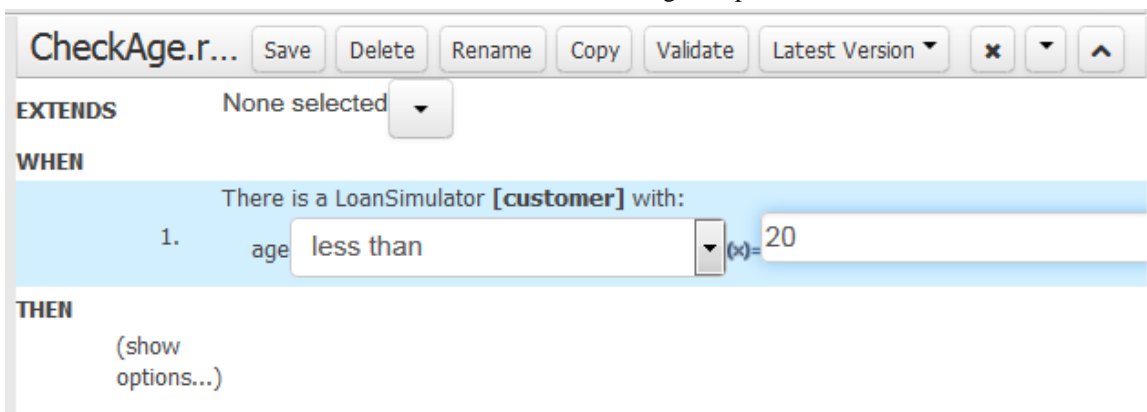 CheckAge.r... Save Delete Rename Copy Validate Latest Version
EXTENDS None selected
WHEN
There is a LoanSimulator [customer] with:
1. age less than (x)= 20
THEN
(show
options...)